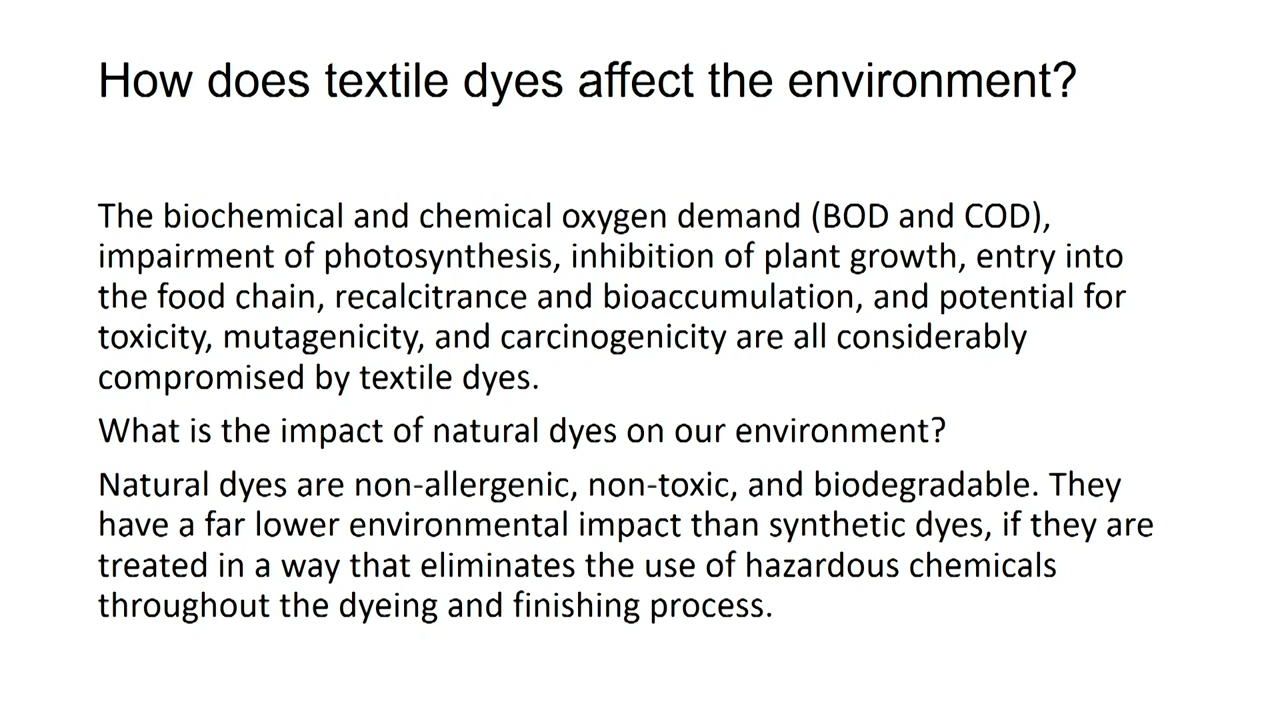 How does textile dyes affect the environment?
The biochemical and chemical oxygen demand (BOD and COD),
impairment of photosynthesis, inhibition of plant growth, entry into
the food chain, recalcitrance and bioaccumulation, and potential for
toxicity, mutagenicity, and carcinogenicity are all considerably
compromised by textile dyes.
What is the impact of natural dyes on our environment?
Natural dyes are non-allergenic, non-toxic, and biodegradable. They
have a far lower environmental impact than synthetic dyes, if they are
treated in a way that eliminates the use of hazardous chemicals
throughout the dyeing and finishing process.